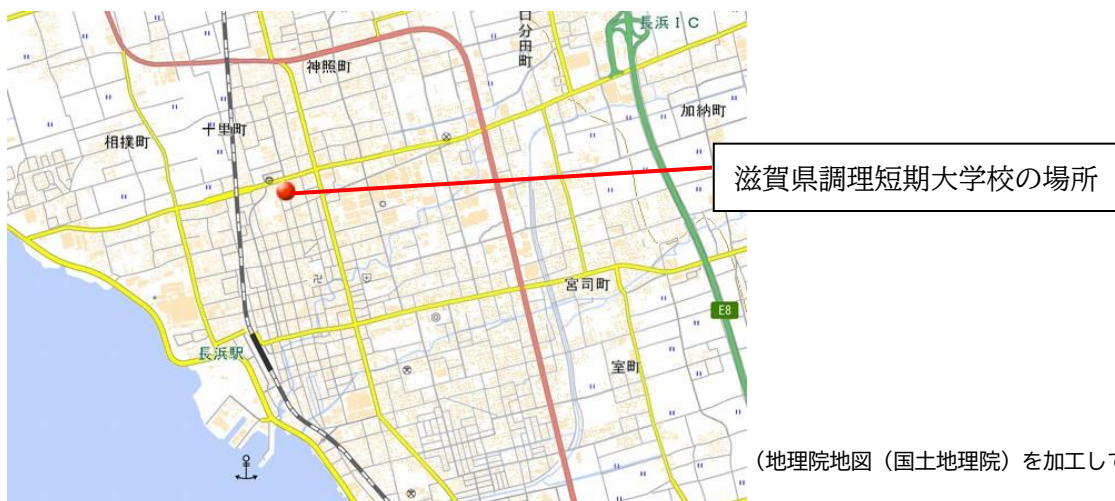 長浜IC
口分田町
神照町
加納町
十里町
相撲町
滋賀県調理短期大学校の場所
宮司町
E8
長浜駅
室町
（地理院地図（国土地理院）を加工して